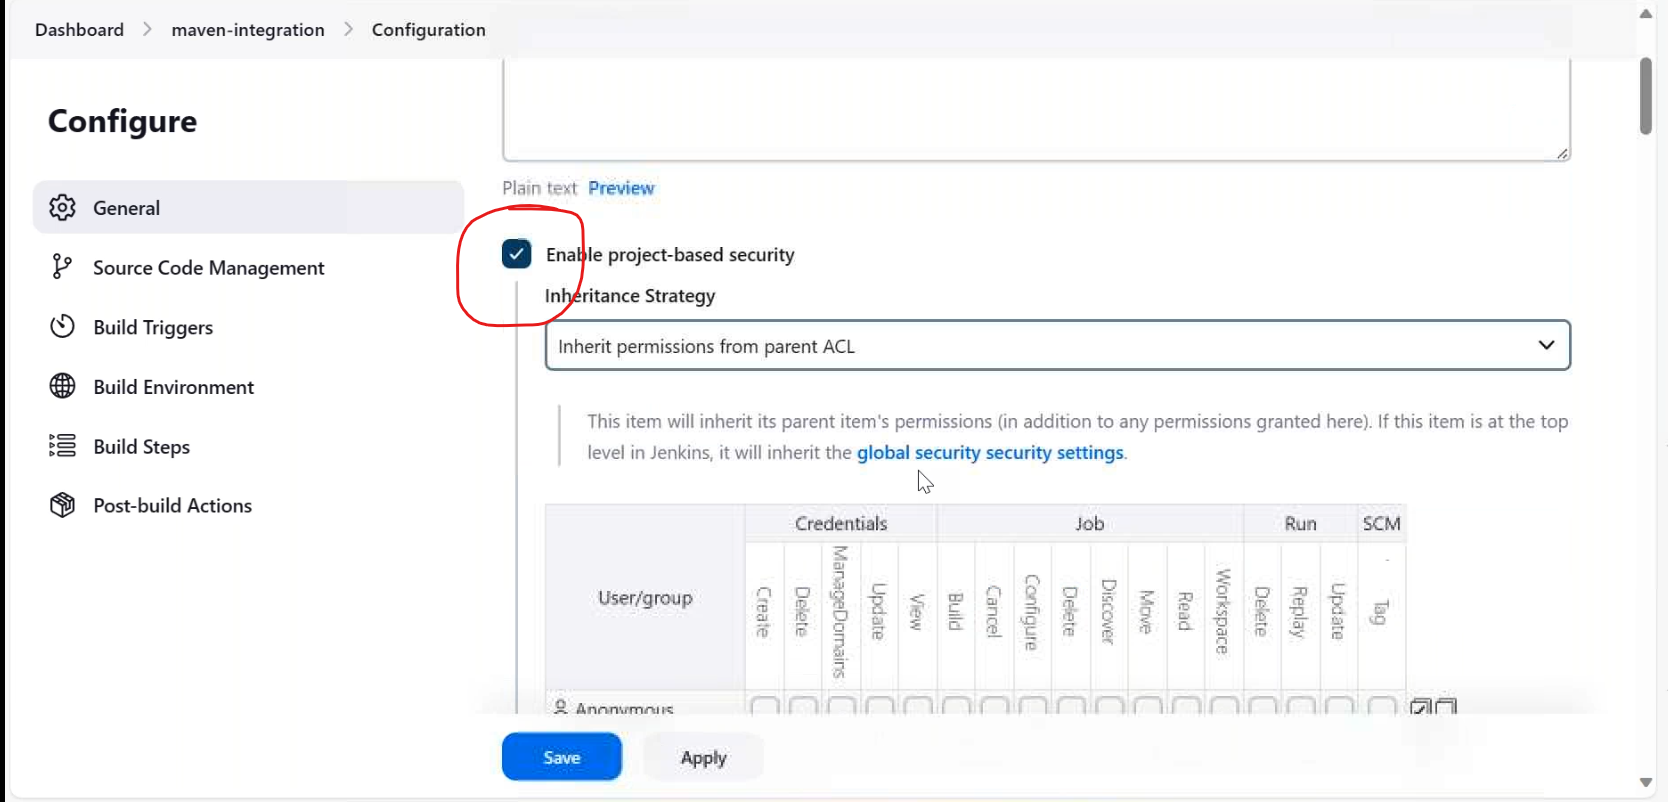 Dashboard > maven-integration > Configuration
Configure
General
Source Code Management
Build Triggers
Build Environment
Build Steps
Post-build Actions
Plain text Preview
Enable project-based security
Inheritance Strategy
Inherit permissions from parent ACL
This item will inherit its parent item's permissions (in addition to any permissions granted here). If this item is at the top
level in Jenkins, it will inherit the global security security settings.
User/group
Credentials Job Run SCM
Create Delete ManageDomains Update View Build Cancel Configure Delete Discover Move Read Workspace Delete Replay Update Tag
Anonymous
Save Apply